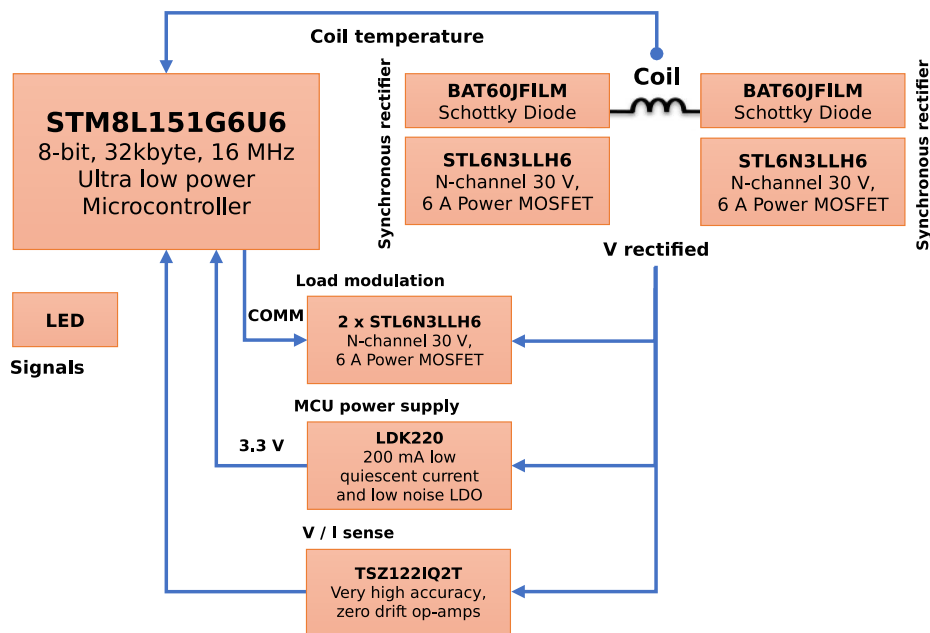 Coil temperature
STM8L151G6U6
8-bit, 32kbyte, 16 MHz
Ultra low power
Microcontroller
Synchronous rectifier
BAT60JFILM
Schottky Diode
STL6N3LLH6
N-channel 30 V,
6 A Power MOSFET
Coil
BAT60JFILM
Schottky Diode
STL6N3LLH6
N-channel 30 V,
6 A Power MOSFET
Synchronous rectifier
V rectified
LED
Signals
Load modulation
COMM
2 x STL6N3LLH6
N-channel 30 V,
6 A Power MOSFET
MCU power supply
3.3 V
LDK220
200 mA low
quiescent current
and low noise LDO
V / I sense
TSZ122IQ2T
Very high accuracy,
zero drift op-amps